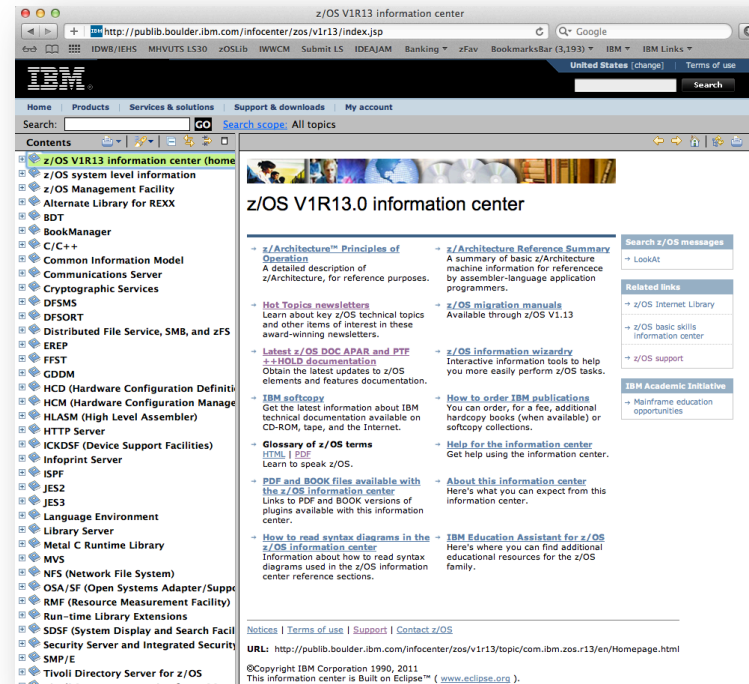 z/OS V1R13 information center
http://publib.boulder.ibm.com/infocenter/zos/v1r13/index.jsp
Google
IDWB/IEHS MHVUTS LS30 zOSLib IWWCM Submit LS IDEAJAM Banking zFav BookmarksBar (3,193) IBM IBM Links
United States [change] | Terms of use
IBM
Search
Home | Products | Services & solutions | Support & downloads | My account
Search: GO Search scope: All topics
Contents
z/OS V1R13 information center (home
z/OS system level information
z/OS Management Facility
Alternate Library for REXX
BDT
BookManager
C/C++
Common Information Model
Communications Server
Cryptographic Services
DFSMS
DFSORT
Distributed File Service, SMB, and zFS
EREP
FFST
GDDM
HCD (Hardware Configuration Definiti
HCM (Hardware Configuration Manage
HLASM (High Level Assembler)
HTTP Server
ICKDSF (Device Support Facilities)
Infoprint Server
ISPF
JES2
JES3
Language Environment
Library Server
Metal C Runtime Library
MVS
NFS (Network File System)
OSA/SF (Open Systems Adapter/Suppo
RMF (Resource Measurement Facility)
Run-time Library Extensions
SDSF (System Display and Search Facil
Security Server and Integrated Security
SMP/E
Tivoli Directory Server for z/OS
z/OS V1R13.0 information center
z/Architecture™ Principles of
Operation
A detailed description of
z/Architecture, for reference purposes.
Hot Topics newsletters
Learn about key z/OS technical topics
and other items of interest in these
award-winning newsletters.
Latest z/OS DOC APAR and PTF
++HOLD documentation
Obtain the latest updates to z/OS
elements and features documentation.
IBM softcopy
Get the latest information about IBM
technical documentation available on
CD-ROM, tape, and the Internet.
Glossary of z/OS terms
HTML | PDF
Learn to speak z/OS.
PDF and BOOK files available with
the z/OS information center
Links to PDF and BOOK versions of
plugins available with this information
center.
How to read syntax diagrams in the
z/OS information center
Information about how to read syntax
diagrams used in the z/OS information
center reference sections.
z/Architecture Reference Summary
A summary of basic z/Architecture
machine information for referencece
by assembler-language application
programmers.
z/OS migration manuals
Available through z/OS V1.13
z/OS information wizardry
Interactive information tools to help
you more easily perform z/OS tasks.
How to order IBM publications
You can order, for a fee, additional
hardcopy books (when available) or
softcopy collections.
Help for the information center
Get help using the information center.
About this information center
Here's what you can expect from this
information center.
IBM Education Assistant for z/OS
Here's where you can find additional
educational resources for the z/OS
family.
Search z/OS messages
LookAt
Related links
z/OS Internet Library
z/OS basic skills
information center
z/OS support
IBM Academic Initiative
Mainframe education
opportunities
Notices | Terms of use | Support | Contact z/OS
URL: http://publib.boulder.ibm.com/infocenter/zos/v1r13/topic/com.ibm.zos.r13/en/Homepage.html
©Copyright IBM Corporation 1990, 2011
This information center is Built on Eclipse™ ( www.eclipse.org ).